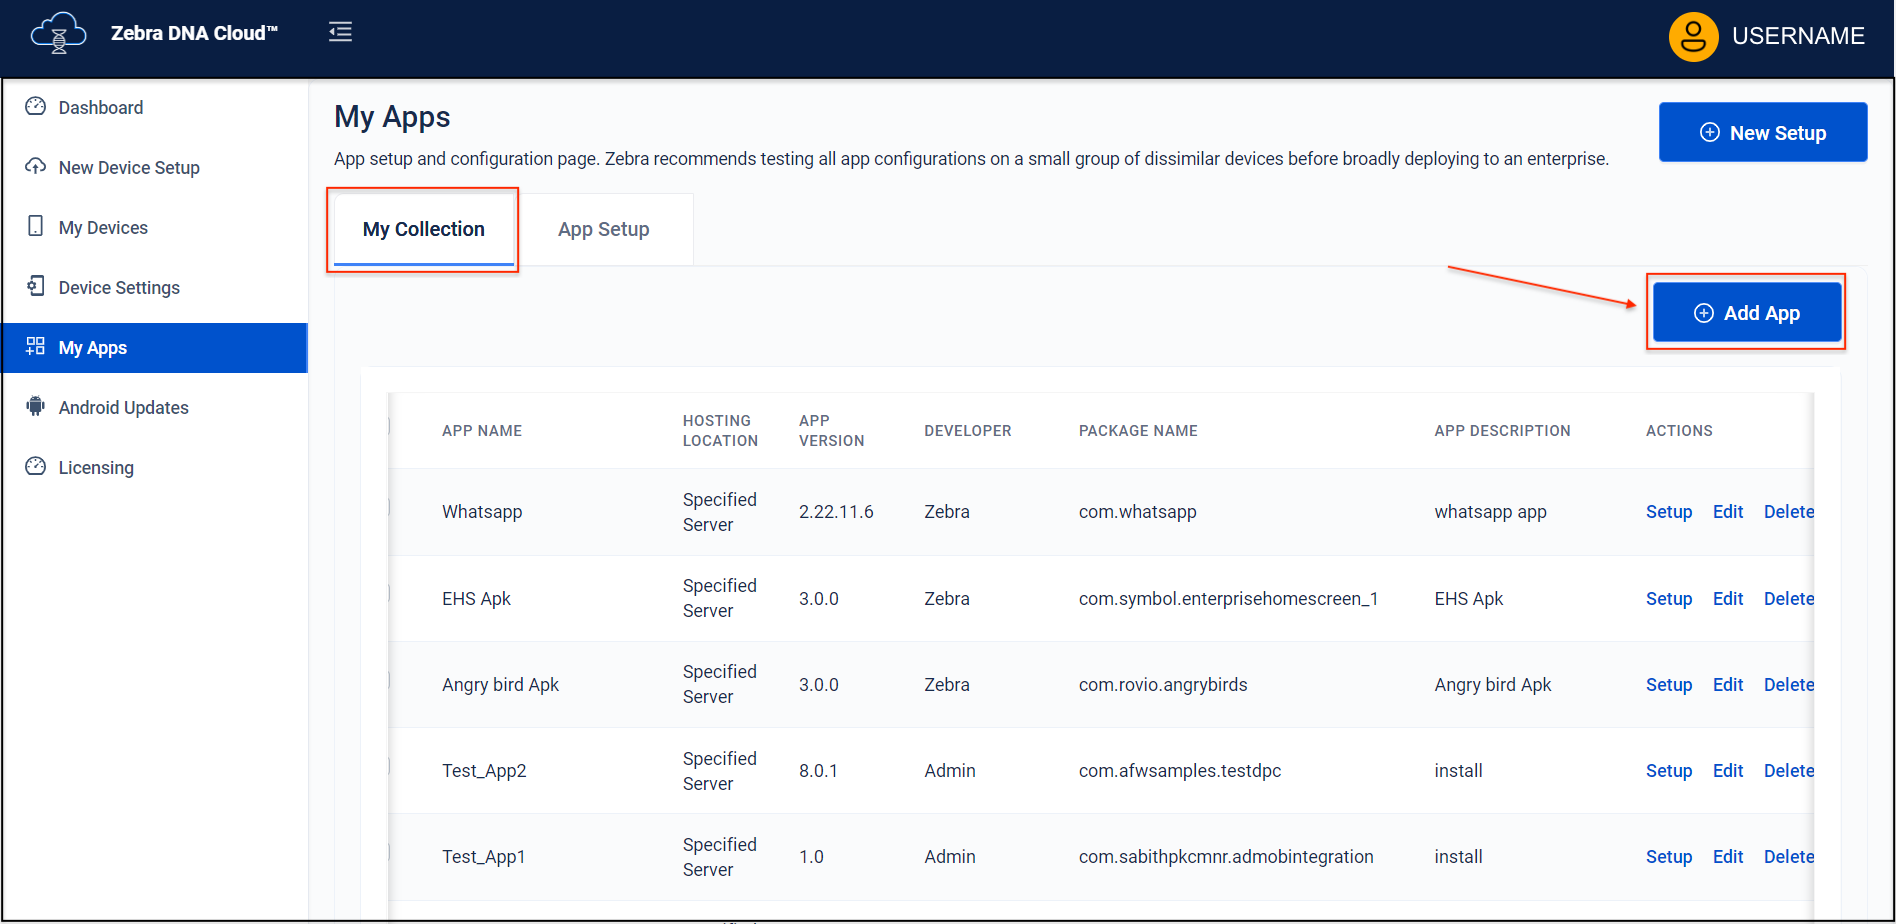 Zebra DNA Cloud™
USERNAME
Dashboard
New Device Setup
My Devices
Device Settings
My Apps
Android Updates
Licensing
My Apps
New Setup
App setup and configuration page. Zebra recommends testing all app configurations on a small group of dissimilar devices before broadly deploying to an enterprise.
My Collection App Setup
Add App
APP NAME HOSTING LOCATION APP VERSION DEVELOPER PACKAGE NAME APP DESCRIPTION ACTIONS
Whatsapp Specified Server 2.22.11.6 Zebra com.whatsapp whatsapp app Setup Edit Delete
EHS Apk Specified Server 3.0.0 Zebra com.symbol.enterprisehomescreen_1 EHS Apk Setup Edit Delete
Angry bird Apk Specified Server 3.0.0 Zebra com.rovio.angrybirds Angry bird Apk Setup Edit Delete
Test_App2 Specified Server 8.0.1 Admin com.afwsamples.testdpc install Setup Edit Delete
Test_App1 Specified Server 1.0 Admin com.sabithpkcmnr.admobintegration install Setup Edit Delete